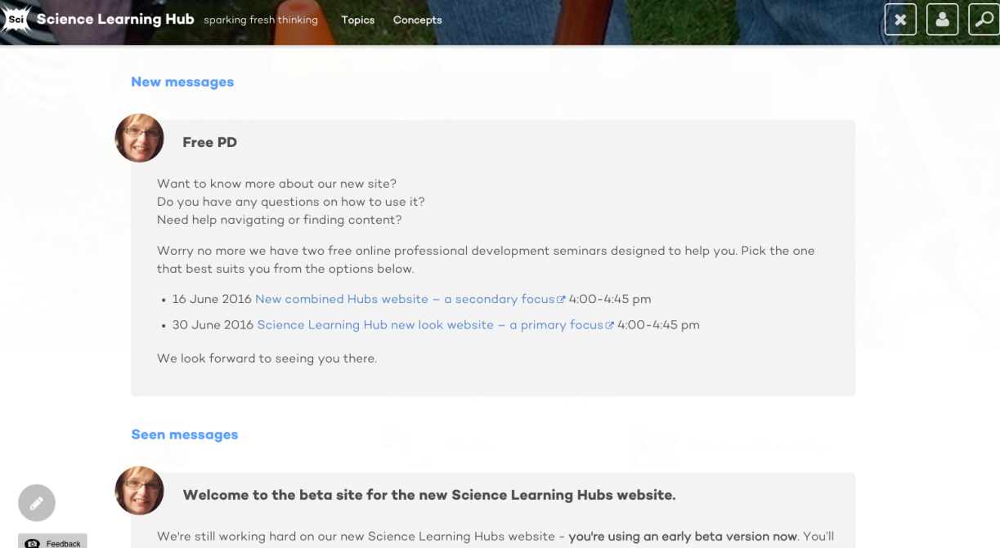 Sci Science Learning Hub sparking fresh thinking Topics Concepts
New messages
Free PD
Want to know more about our new site?
Do you have any questions on how to use it?
Need help navigating or finding content?
Worry no more we have two free online professional development seminars designed to help you. Pick the one
that best suits you from the options below.
• 16 June 2016 New combined Hubs website – a secondary focus 4:00-4:45 pm
• 30 June 2016 Science Learning Hub new look website – a primary focus 4:00-4:45 pm
We look forward to seeing you there.
Seen messages
Welcome to the beta site for the new Science Learning Hubs website.
We're still working hard on our new Science Learning Hubs website - you're using an early beta version now. You'll
Feedback